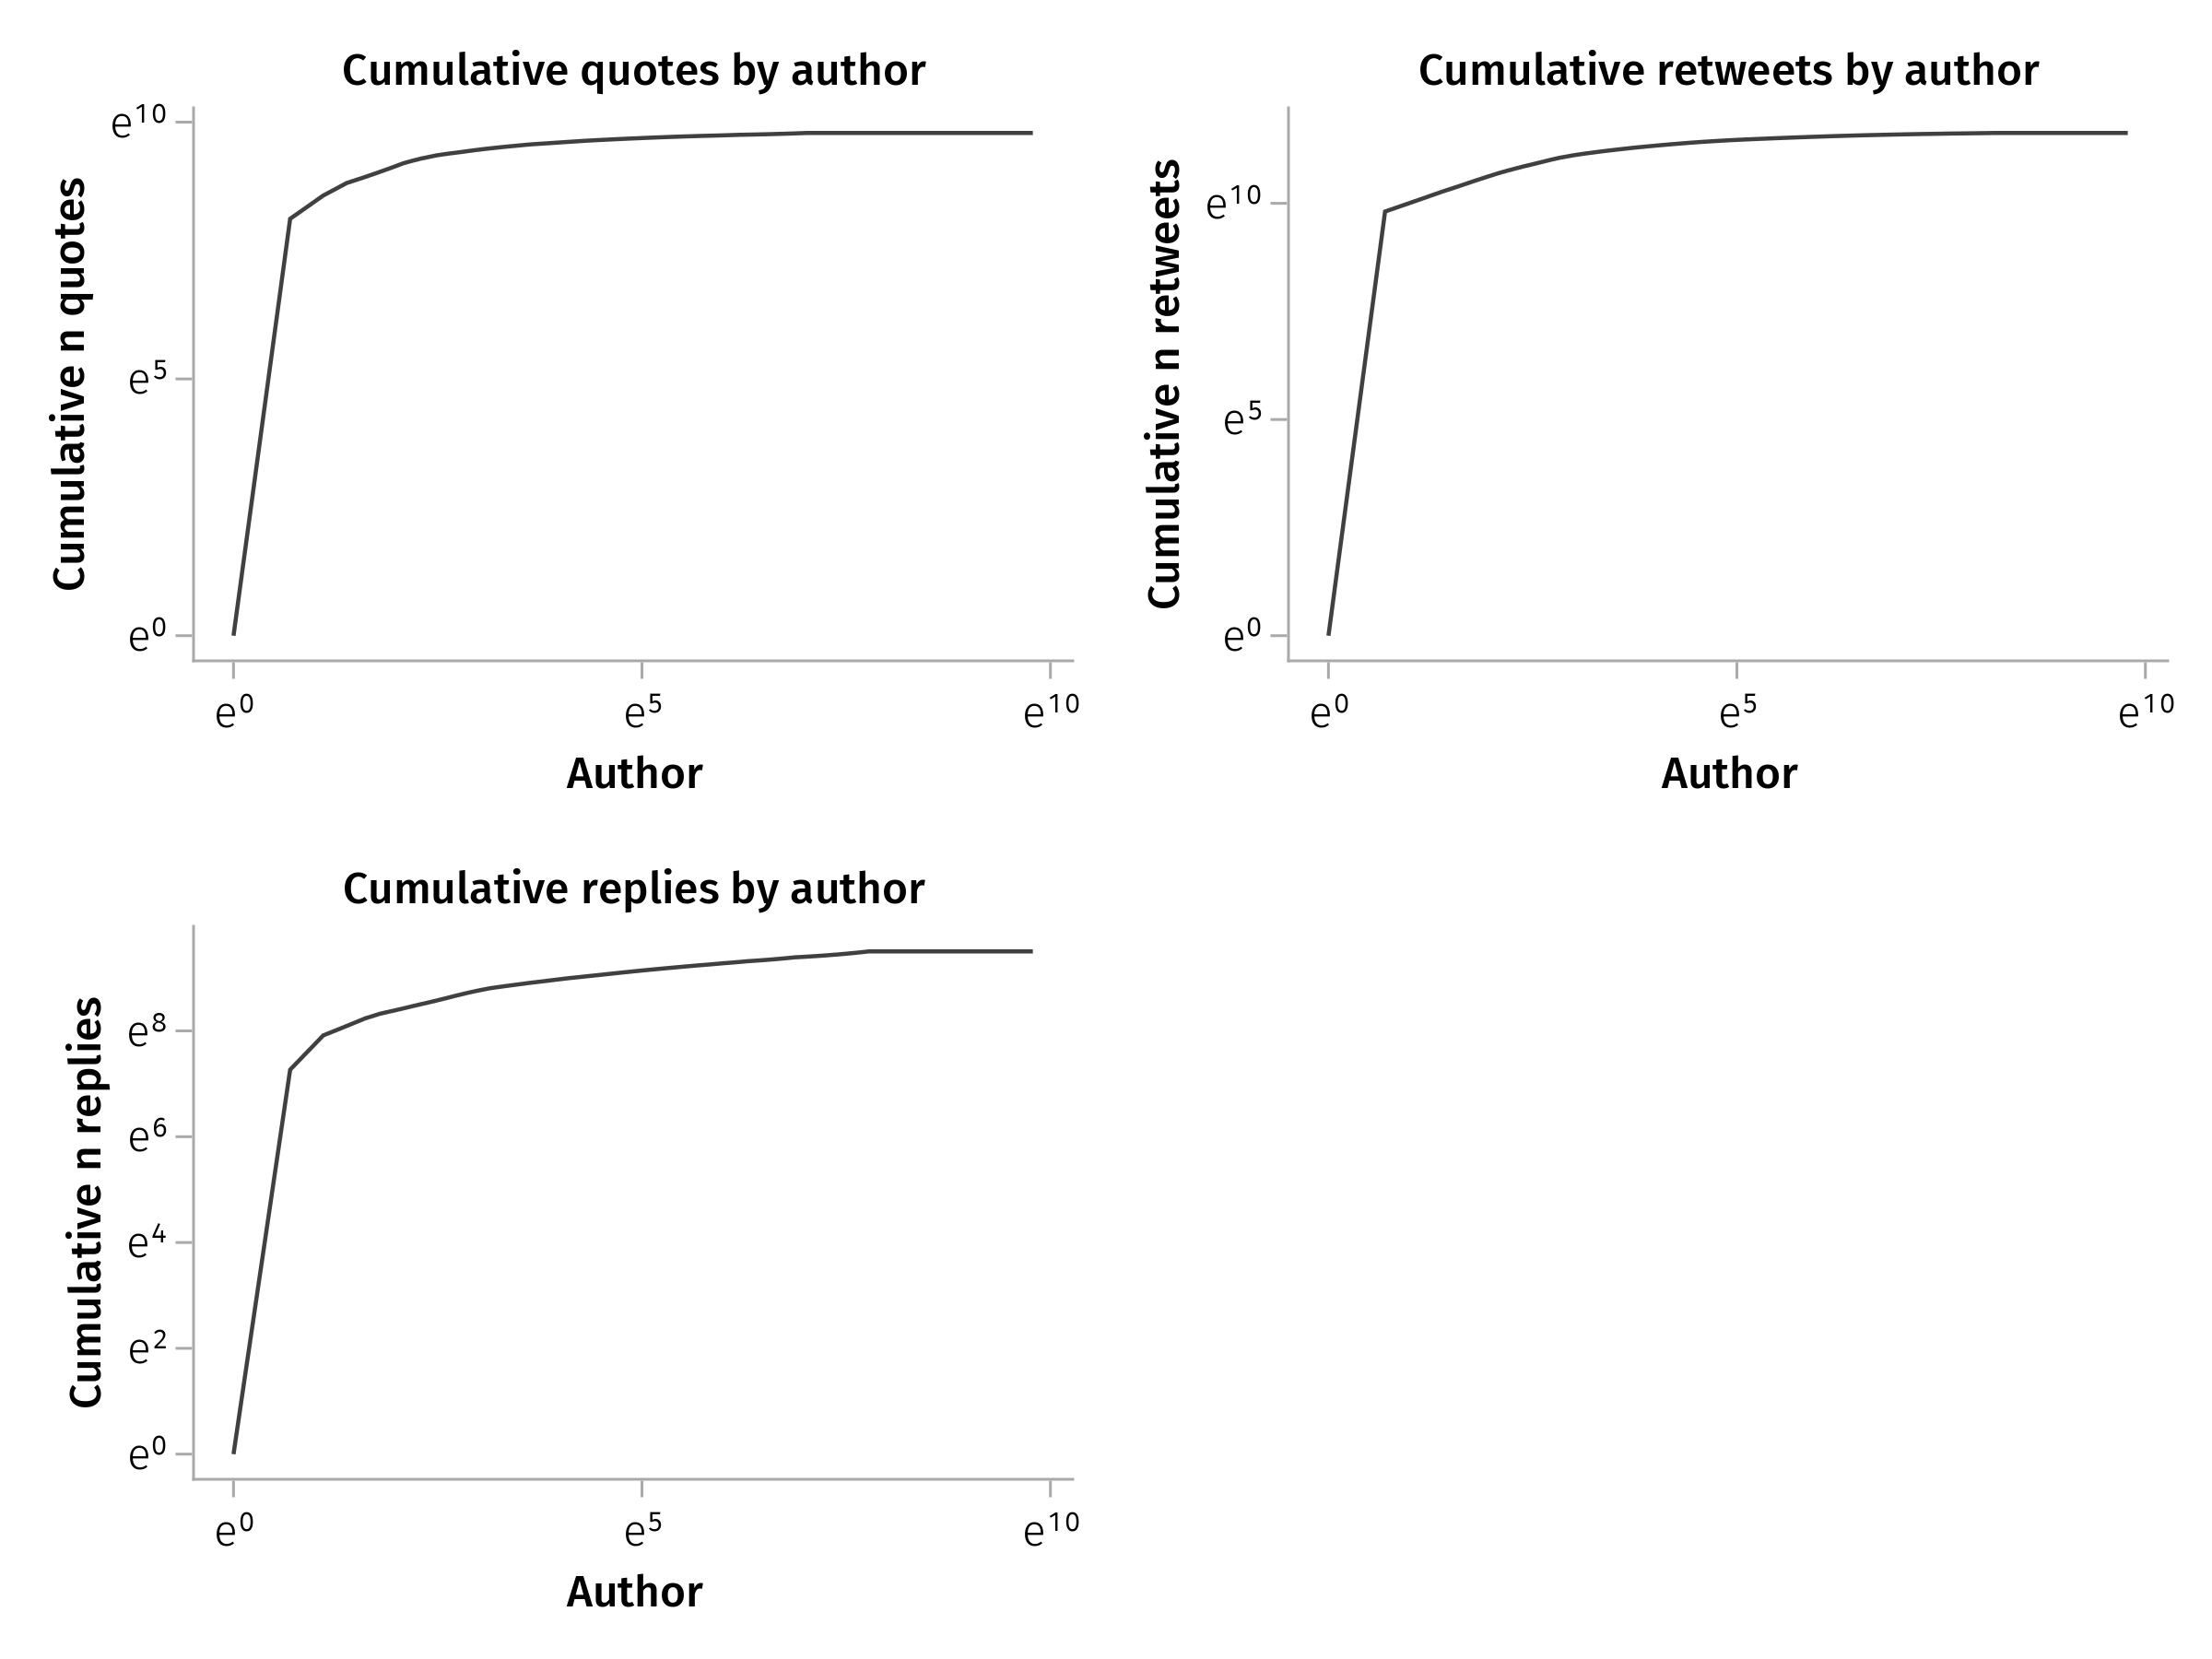 Cumulative quotes by author
Cumulative n quotes
e¹⁰
e⁵
e⁰
e⁰ e⁵ e¹⁰
Author
Cumulative retweets by author
Cumulative n retweets
e¹⁰
e⁵
e⁰
e⁰ e⁵ e¹⁰
Author
Cumulative replies by author
Cumulative n replies
e⁸
e⁶
e⁴
e²
e⁰
e⁰ e⁵ e¹⁰
Author